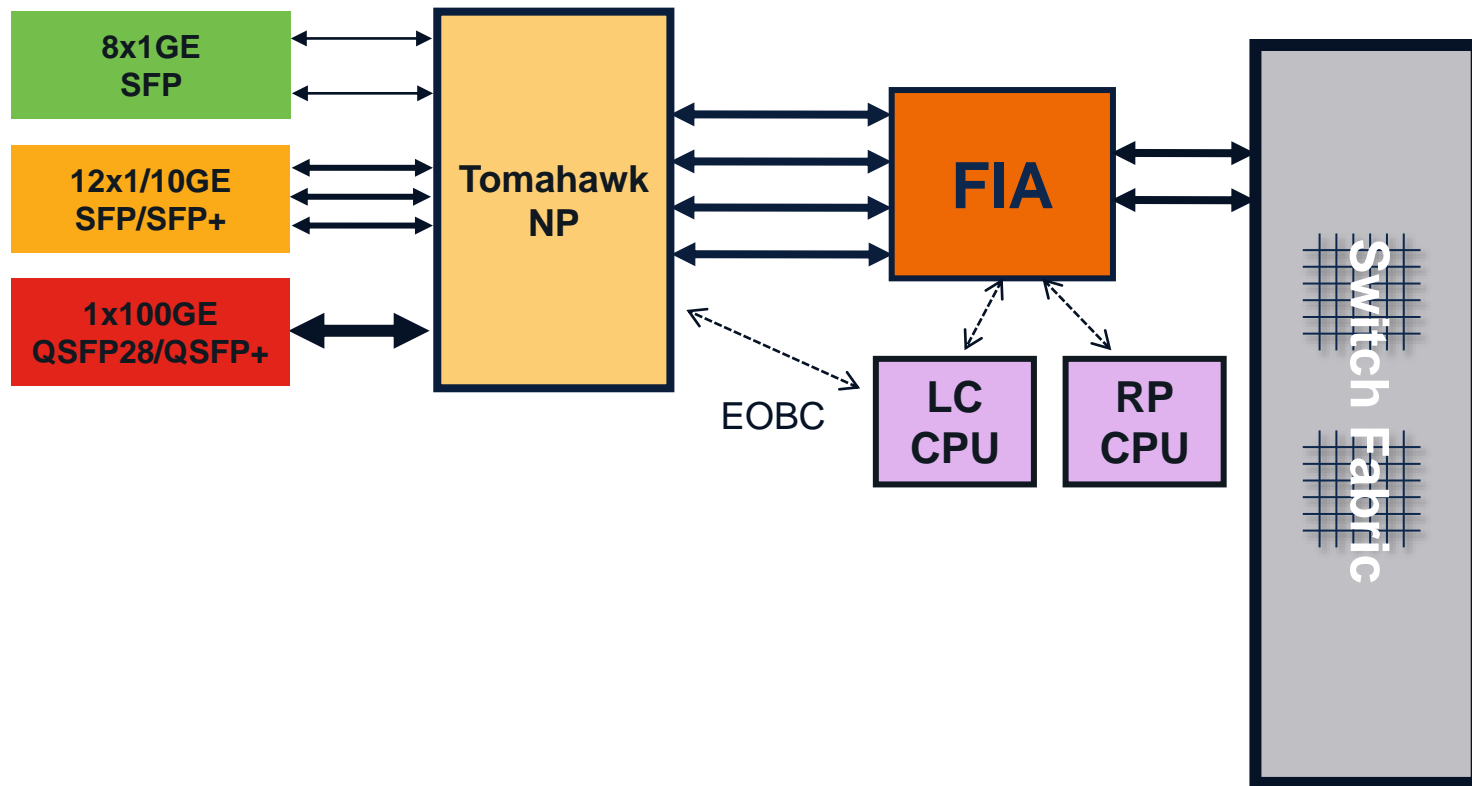 8x1GE
SFP
12x1/10GE
SFP/SFP+
1x100GE
QSFP28/QSFP+
Tomahawk
NP
FIA
EOBC
LC
CPU
RP
CPU
Switch Fabric